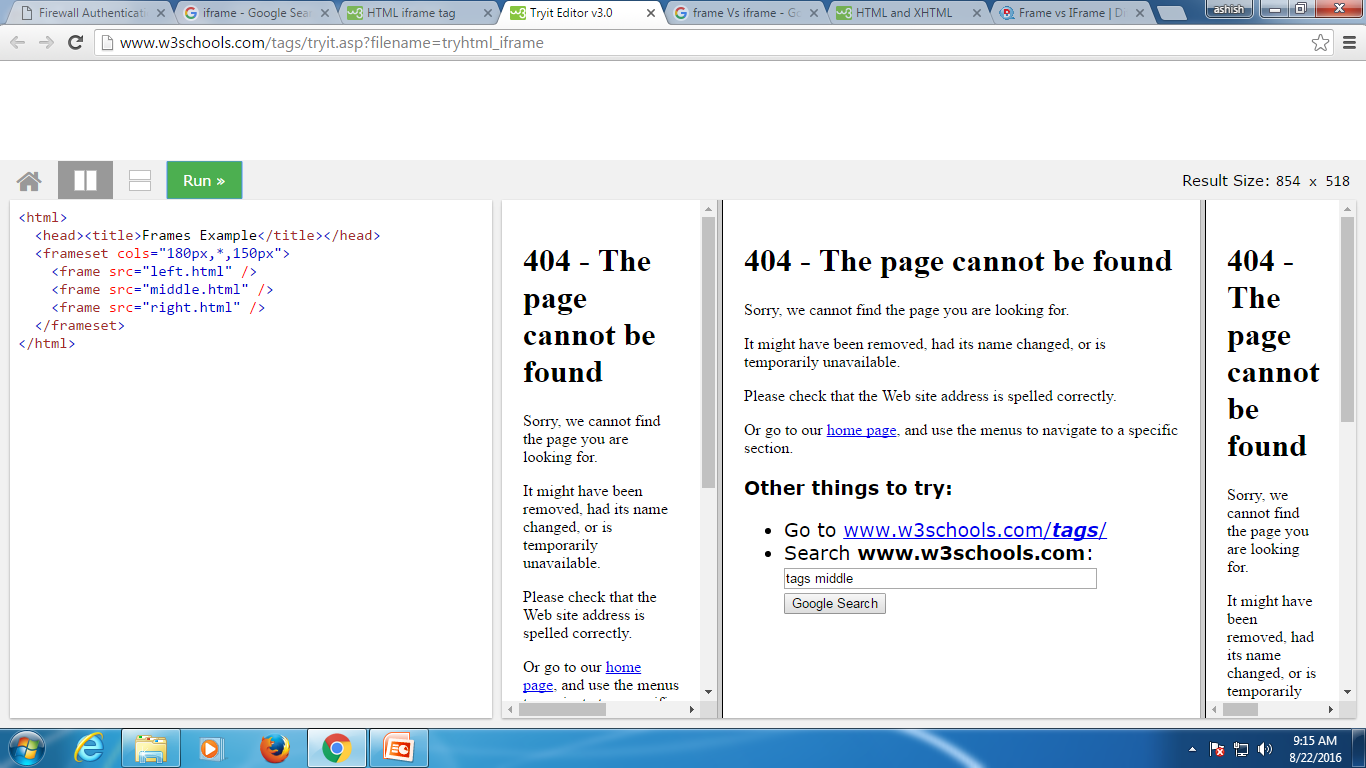 Firewall Authenticati
iframe - Google Sear
HTML iframe tag
Tryit Editor v3.0
frame Vs iframe - Go
HTML and XHTML
Frame vs IFrame | Di
ashish
www.w3schools.com/tags/tryit.asp?filename=tryhtml_iframe
Run »
Result Size: 854 x 518
<html>
<head><title>Frames Example</title></head>
<frameset cols="180px,*,150px">
<frame src="left.html" />
<frame src="middle.html" />
<frame src="right.html" />
</frameset>
</html>
404 - The
page
cannot be
found
Sorry, we cannot find
the page you are
looking for.
It might have been
removed, had its name
changed, or is
temporarily
unavailable.
Please check that the
Web site address is
spelled correctly.
Or go to our home
page, and use the menus
404 - The page cannot be found
Sorry, we cannot find the page you are looking for.
It might have been removed, had its name changed, or is
temporarily unavailable.
Please check that the Web site address is spelled correctly.
Or go to our home page, and use the menus to navigate to a specific
section.
Other things to try:
Go to www.w3schools.com/tags/
Search www.w3schools.com:
tags middle
Google Search
404 -
The
page
cannot
be
found
Sorry, we
cannot find
the page you
are looking
for.
It might have
been
removed, had
its name
changed, or is
temporarily
9:15 AM
8/22/2016